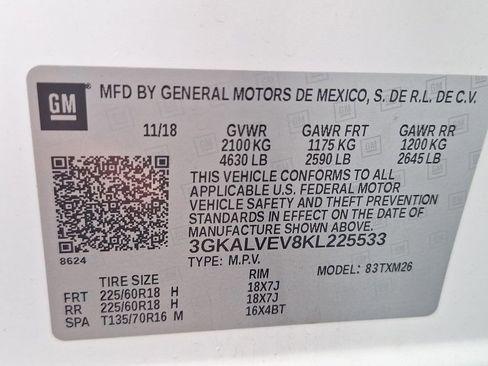 GM MFD BY GENERAL MOTORS DE MEXICO, S. DE R.L. DE C.V.
11/18 GVWR GAWR FRT GAWR RR
2100 KG 1175 KG 1200 KG
4630 LB 2590 LB 2645 LB
THIS VEHICLE CONFORMS TO ALL
APPLICABLE U.S. FEDERAL MOTOR
VEHICLE SAFETY AND THEFT PREVENTION
STANDARDS IN EFFECT ON THE DATE OF
MANUFACTURE SHOWN ABOVE.
8624 3GKALVEV8KL225533
TYPE: M.P.V. MODEL: 83TXM26
TIRE SIZE RIM
FRT 225/60R18 H 18X7J
RR 225/60R18 H 18X7J
SPA T135/70R16 M 16X4BT